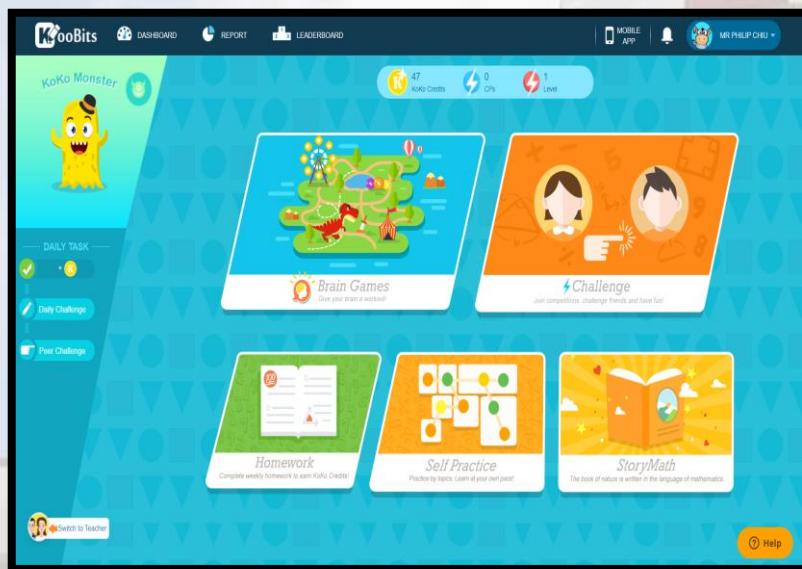 KooBits
DASHBOARD
REPORT
LEADERBOARD
MOBILE
APP
MR PHILIP CHIU
KoKo Monster
47
KoKo Credits
0
CPs
1
Level
DAILY TASK
Daily Challenge
Peer Challenge
Brain Games
Give your brain a workout!
Challenge
Join competitions, challenge friends and have fun!
100
Homework
Complete weekly homework to earn KoKo Credits!
Self Practice
Practice by topics. Learn at your own pace!
StoryMath
The book of nature is written in the language of mathematics.
Switch to Teacher
Help